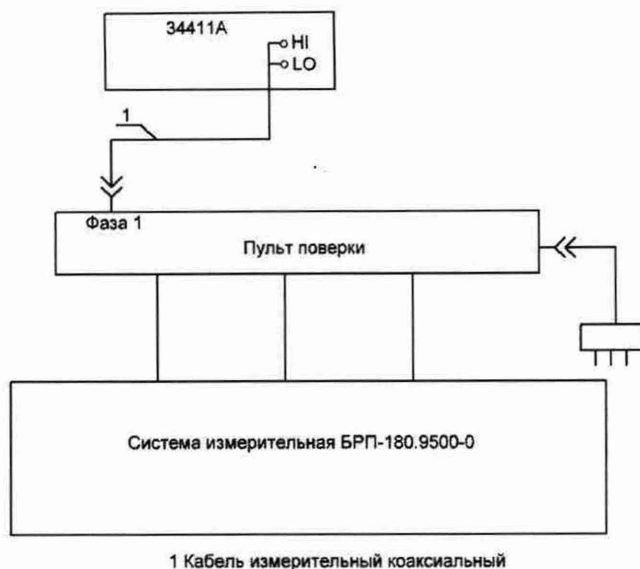 34411A
HI
LO
1
Фаза 1
Пульт поверки
Система измерительная БРП-180.9500-0
1 Кабель измерительный коаксиальный